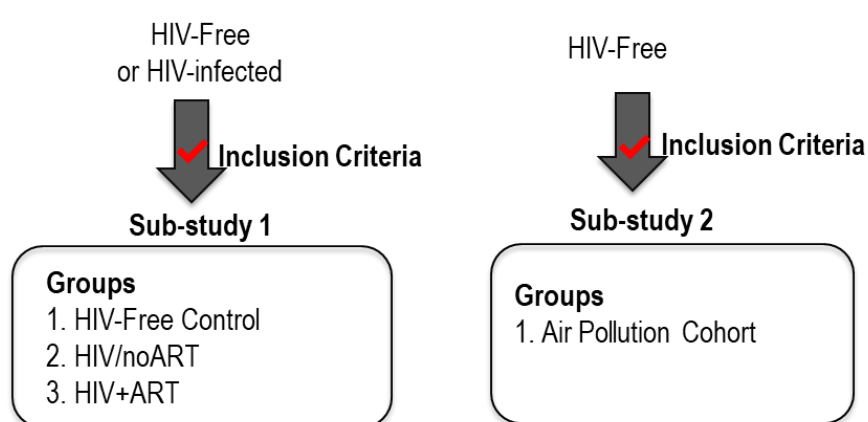 HIV-Free
or HIV-infected
Inclusion Criteria
Sub-study 1
Groups
1. HIV-Free Control
2. HIV/noART
3. HIV+ART
HIV-Free
Inclusion Criteria
Sub-study 2
Groups
1. Air Pollution Cohort